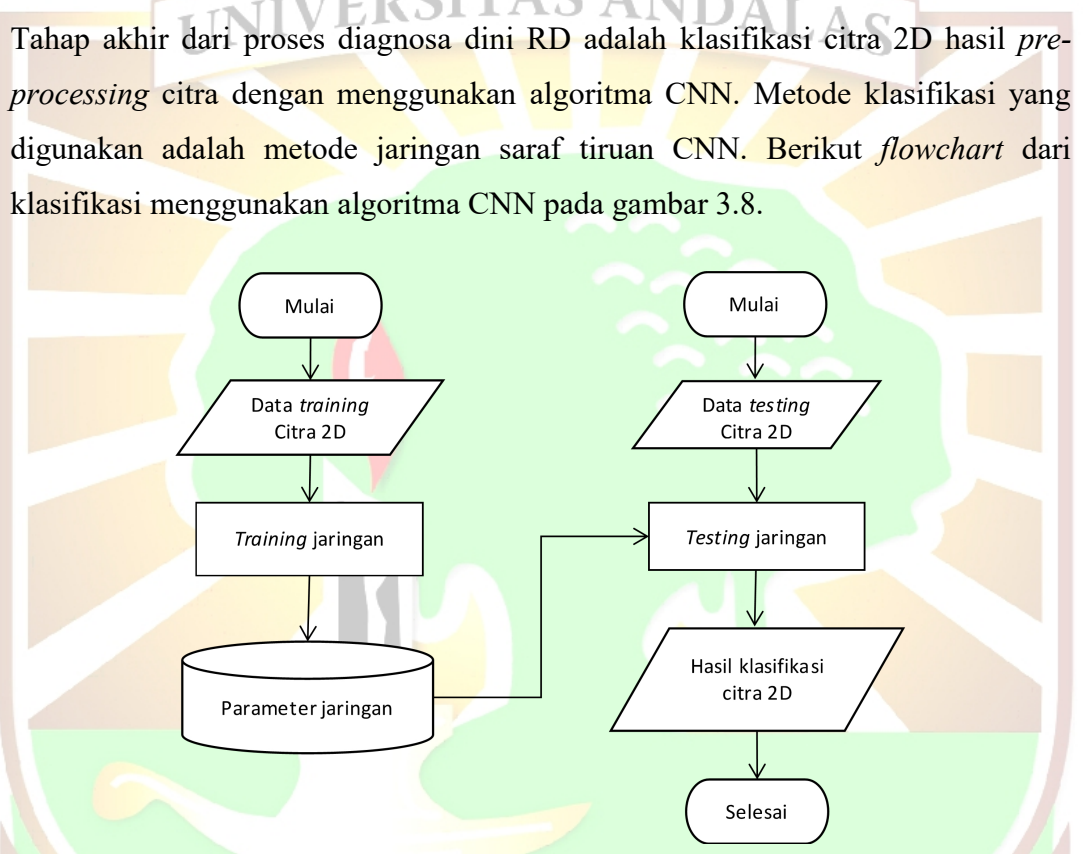 UNIVERSITAS ANDALAS
Tahap akhir dari proses diagnosa dini RD adalah klasifikasi citra 2D hasil pre-
processing citra dengan menggunakan algoritma CNN. Metode klasifikasi yang
digunakan adalah metode jaringan saraf tiruan CNN. Berikut flowchart dari
klasifikasi menggunakan algoritma CNN pada gambar 3.8.
Mulai
Data training
Citra 2D
Training jaringan
Parameter jaringan
Mulai
Data testing
Citra 2D
Testing jaringan
Hasil klasifikasi
citra 2D
Selesai